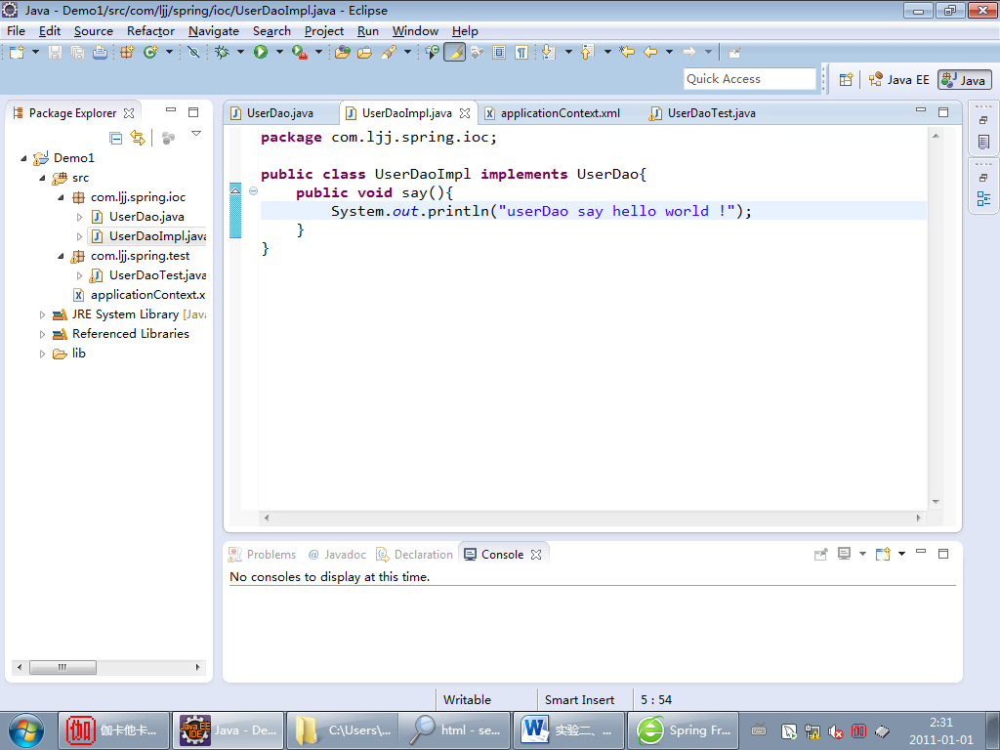 Java - Demo1/src/com/ljj/spring/ioc/UserDaoImpl.java - Eclipse
File Edit Source Refactor Navigate Search Project Run Window Help
Quick Access
Java EE
Java
Package Explorer
Demo1
src
com.ljj.spring.ioc
UserDao.java
UserDaoImpl.java
com.ljj.spring.test
UserDaoTest.java
applicationContext.x
JRE System Library [Java
Referenced Libraries
lib
UserDao.java UserDaoImpl.java applicationContext.xml UserDaoTest.java
package com.ljj.spring.ioc;
public class UserDaoImpl implements UserDao{
public void say(){
System.out.println("userDao say hello world !");
}
}
Problems @ Javadoc Declaration Console
No consoles to display at this time.
Writable Smart Insert 5 : 54
伽 伽卡他卡...
Java EE IDE
Java - De...
C:\Users\...
html - se...
实验二、...
Spring Fr...
2:31
2011-01-01